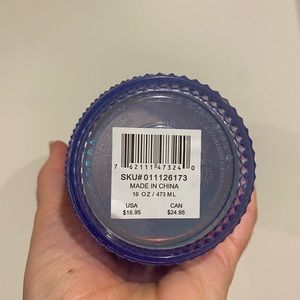 7 62111 47324 0
SKU#011126173
MADE IN CHINA
16 OZ / 473 ML
USA CAN
$16.95 $24.95